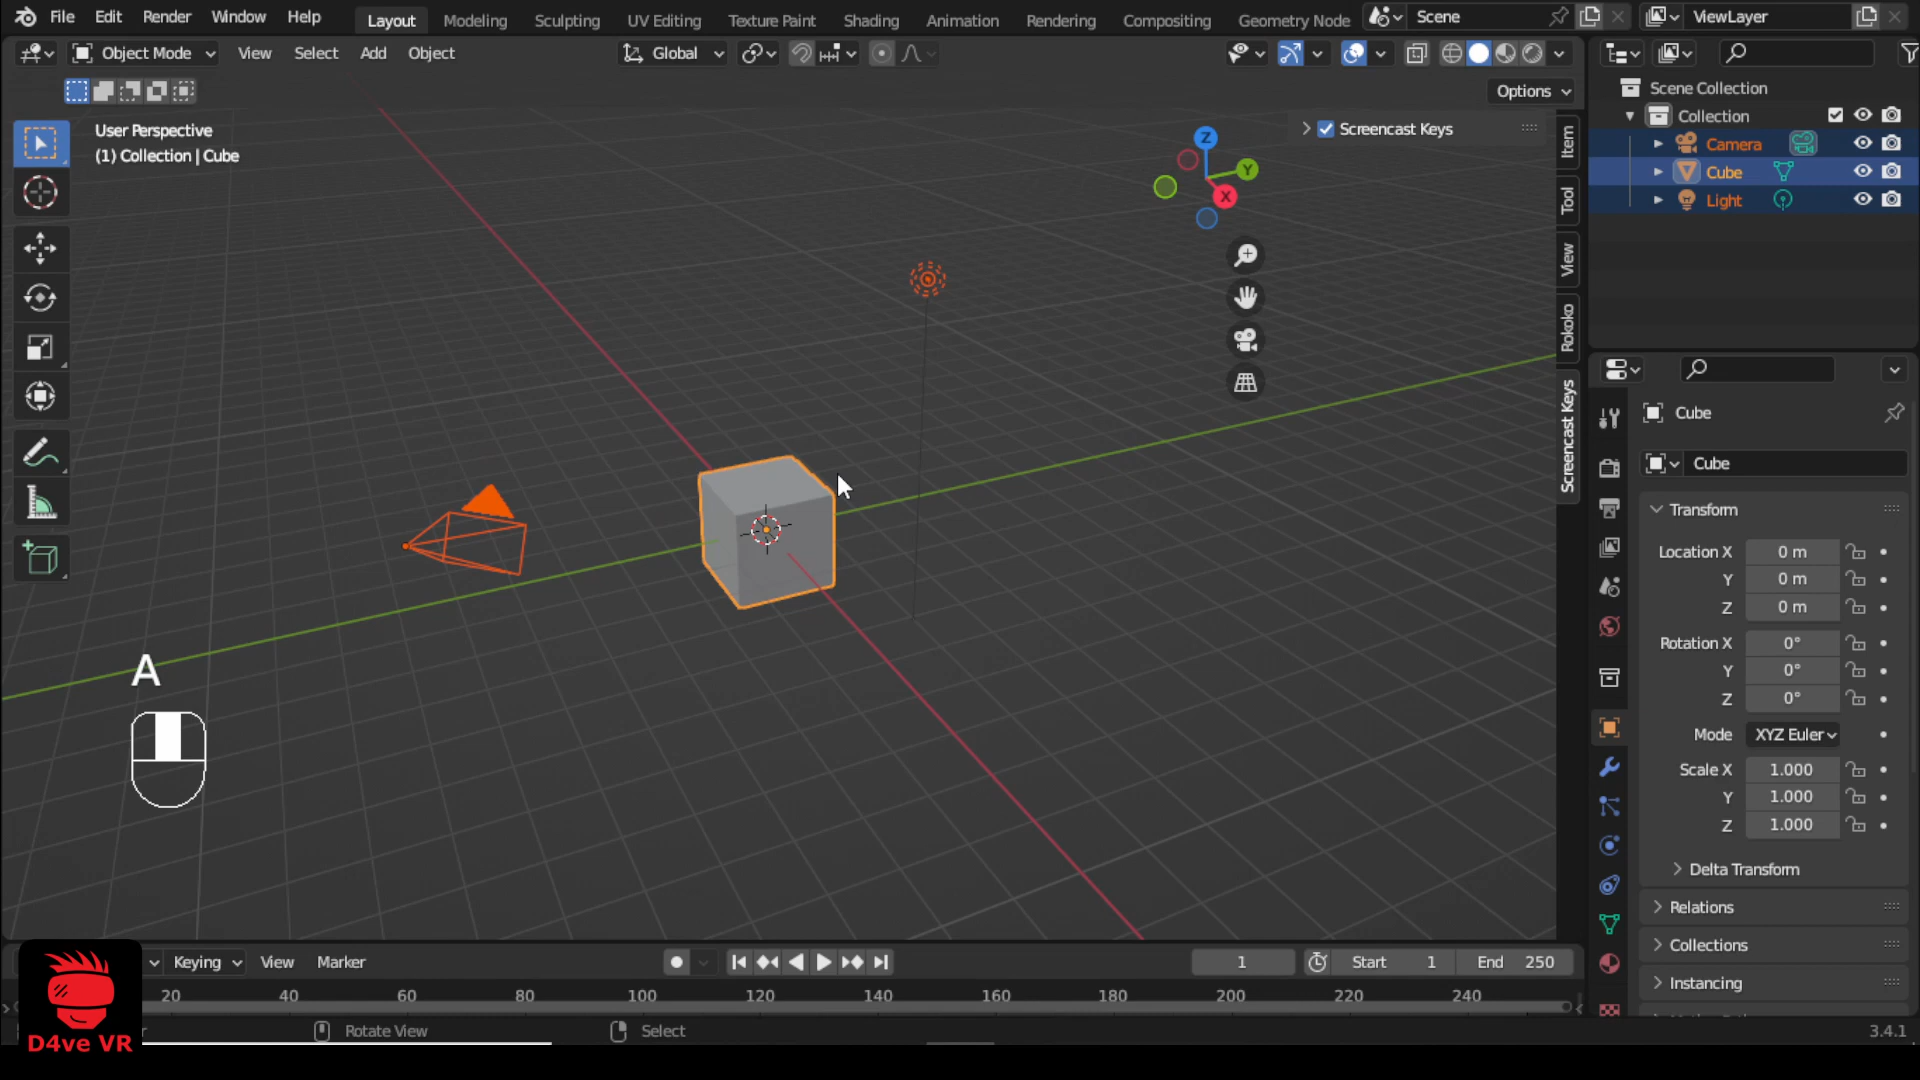 File Edit Render Window Help Layout Modeling Sculpting UV Editing Texture Paint Shading Animation Rendering Compositing Geometry Node Scene ViewLayer
Object Mode View Select Add Object Global
Options
User Perspective
(1) Collection | Cube
Screencast Keys
Z
Y
X
Item
Tool
View
Rokoko
Screencast Keys
A
Scene Collection
Collection
Camera
Cube
Light
Cube
Cube
Transform
Location X 0 m
Y 0 m
Z 0 m
Rotation X 0°
Y 0°
Z 0°
Mode XYZ Euler
Scale X 1.000
Y 1.000
Z 1.000
Delta Transform
Relations
Collections
Instancing
Keying View Marker 1 Start 1 End 250
20 40 60 80 100 120 140 160 180 200 220 240
Rotate View Select 3.4.1
D4ve VR